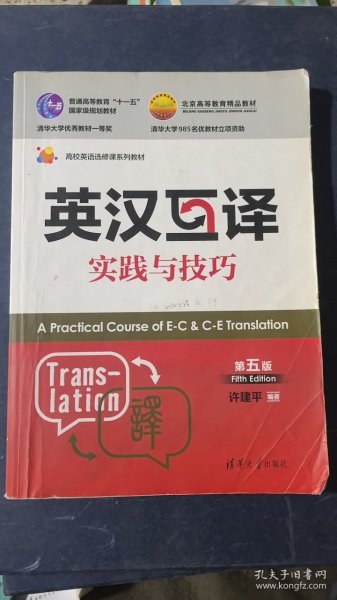 普通高等教育“十一五”
国家级规划教材
北京高等教育精品教材
BEIJING GAODENG JIAOYU JINGPIN JIAOCAI
清华大学优秀教材一等奖
清华大学985名优教材立项资助
高校英语选修课系列教材
英汉互译
实践与技巧
A Practical Course of E-C & C-E Translation
第五版
Fifth Edition
许建平 编著
Trans-
lation
譯
清华大学出版社
孔夫子旧书网
www.kongfz.com